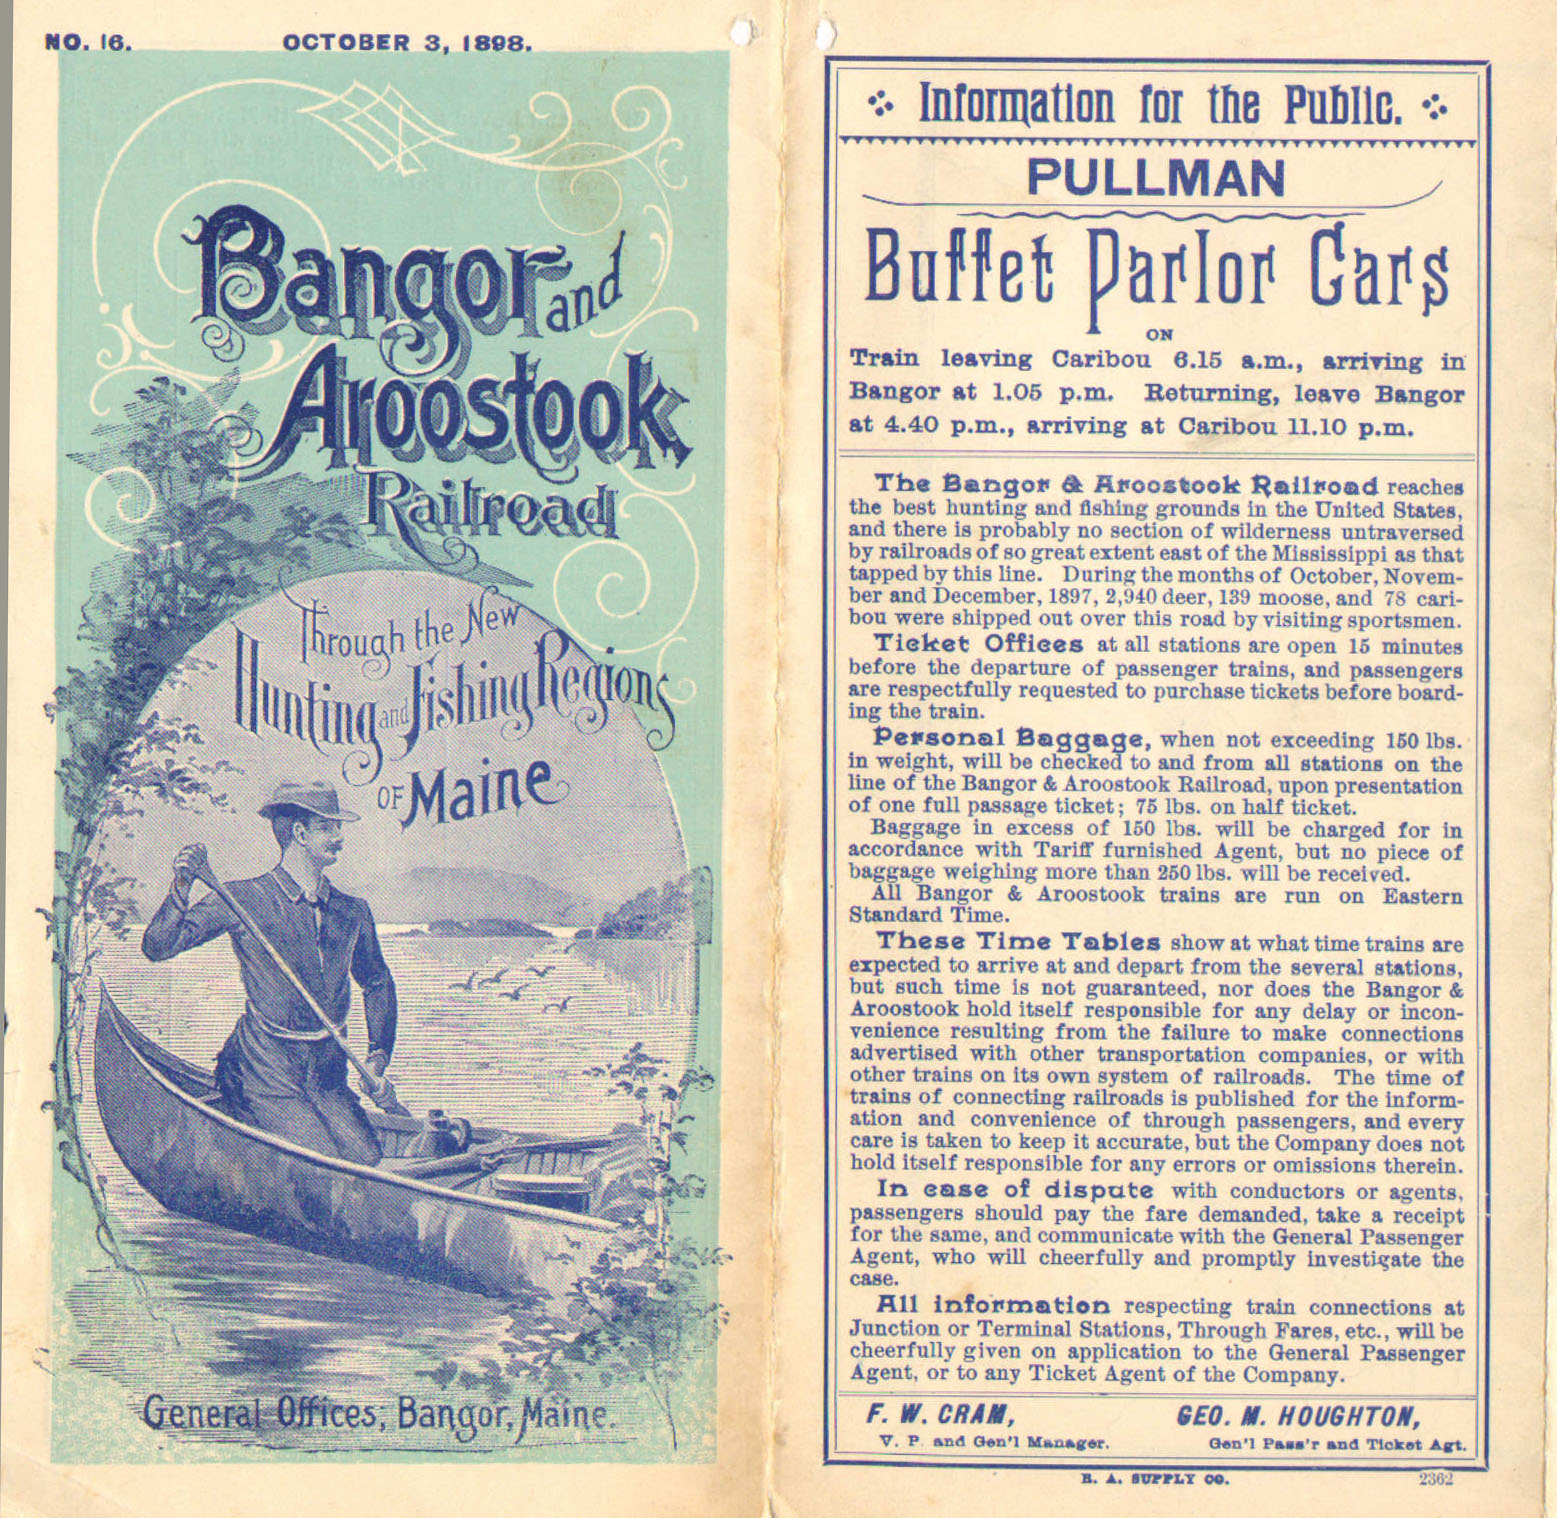 NO. 16. OCTOBER 3, 1898.
Bangor and
Aroostook
Railroad
Through the New
Hunting and Fishing Regions
OF Maine
General Offices, Bangor, Maine.
Information for the Public.
PULLMAN
Buffet Parlor Cars
ON
Train leaving Caribou 6.15 a.m., arriving in
Bangor at 1.05 p.m. Returning, leave Bangor
at 4.40 p.m., arriving at Caribou 11.10 p.m.
The Bangor & Aroostook Railroad reaches
the best hunting and fishing grounds in the United States,
and there is probably no section of wilderness untraversed
by railroads of so great extent east of the Mississippi as that
tapped by this line. During the months of October, Novem-
ber and December, 1897, 2,940 deer, 139 moose, and 78 cari-
bou were shipped out over this road by visiting sportsmen.
Ticket Offices at all stations are open 15 minutes
before the departure of passenger trains, and passengers
are respectfully requested to purchase tickets before board-
ing the train.
Personal Baggage, when not exceeding 150 lbs.
in weight, will be checked to and from all stations on the
line of the Bangor & Aroostook Railroad, upon presentation
of one full passage ticket; 75 lbs. on half ticket.
Baggage in excess of 150 lbs. will be charged for in
accordance with Tariff furnished Agent, but no piece of
baggage weighing more than 250 lbs. will be received.
All Bangor & Aroostook trains are run on Eastern
Standard Time.
These Time Tables show at what time trains are
expected to arrive at and depart from the several stations,
but such time is not guaranteed, nor does the Bangor &
Aroostook hold itself responsible for any delay or incon-
venience resulting from the failure to make connections
advertised with other transportation companies, or with
other trains on its own system of railroads. The time of
trains of connecting railroads is published for the inform-
ation and convenience of through passengers, and every
care is taken to keep it accurate, but the Company does not
hold itself responsible for any errors or omissions therein.
In case of dispute with conductors or agents,
passengers should pay the fare demanded, take a receipt
for the same, and communicate with the General Passenger
Agent, who will cheerfully and promptly investigate the
case.
All information respecting train connections at
Junction or Terminal Stations, Through Fares, etc., will be
cheerfully given on application to the General Passenger
Agent, or to any Ticket Agent of the Company.
F. W. CRAM, GEO. M. HOUGHTON,
V. P. and Gen'l Manager. Gen'l Pass'r and Ticket Agt.
B. A. SUPPLY CO. 2362